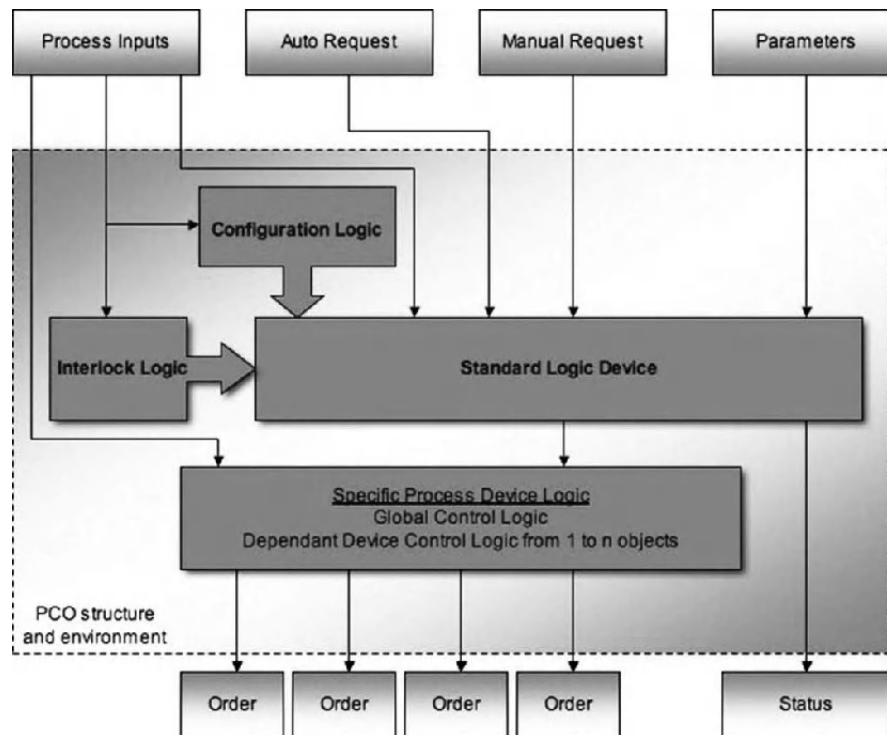 Process Inputs
Auto Request
Manual Request
Parameters
Configuration Logic
Interlock Logic
Standard Logic Device
Specific Process Device Logic
Global Control Logic
Dependant Device Control Logic from 1 to n objects
PCO structure
and environment
Order
Order
Order
Order
Status